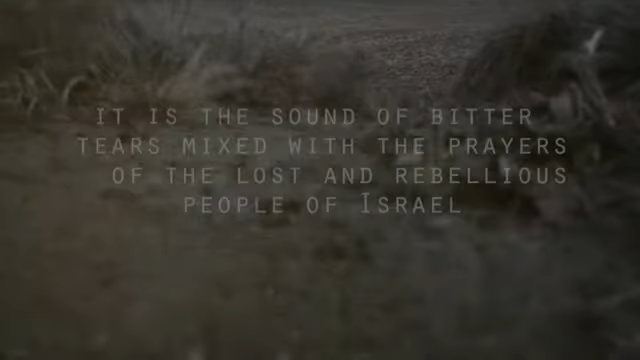 IT IS THE SOUND OF BITTER
TEARS MIXED WITH THE PRAYERS
OF THE LOST AND REBELLIOUS
PEOPLE OF ISRAEL